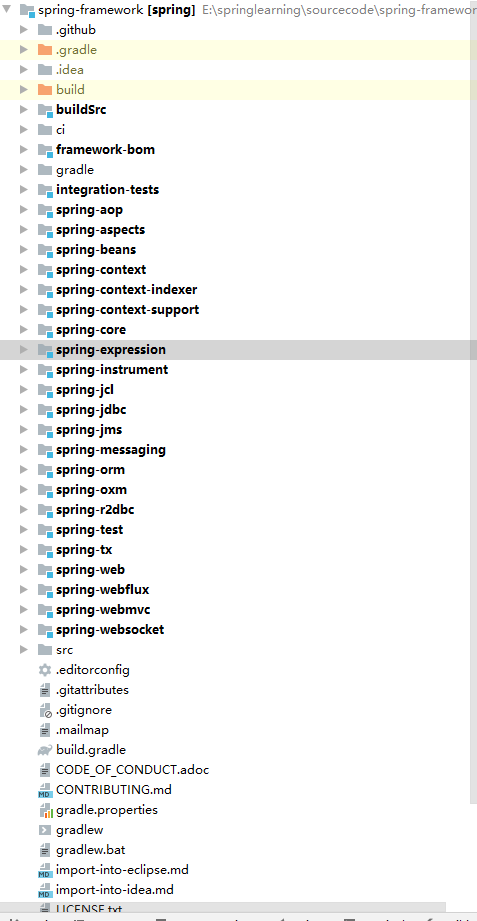 spring-framework [spring] E:\springlearning\sourcecode\spring-framewor
.github
.gradle
.idea
build
buildSrc
ci
framework-bom
gradle
integration-tests
spring-aop
spring-aspects
spring-beans
spring-context
spring-context-indexer
spring-context-support
spring-core
spring-expression
spring-instrument
spring-jcl
spring-jdbc
spring-jms
spring-messaging
spring-orm
spring-oxm
spring-r2dbc
spring-test
spring-tx
spring-web
spring-webflux
spring-webmvc
spring-websocket
src
.editorconfig
.gitattributes
.gitignore
.mailmap
build.gradle
CODE_OF_CONDUCT.adoc
CONTRIBUTING.md
gradle.properties
gradlew
gradlew.bat
import-into-eclipse.md
import-into-idea.md
LICENSE.txt